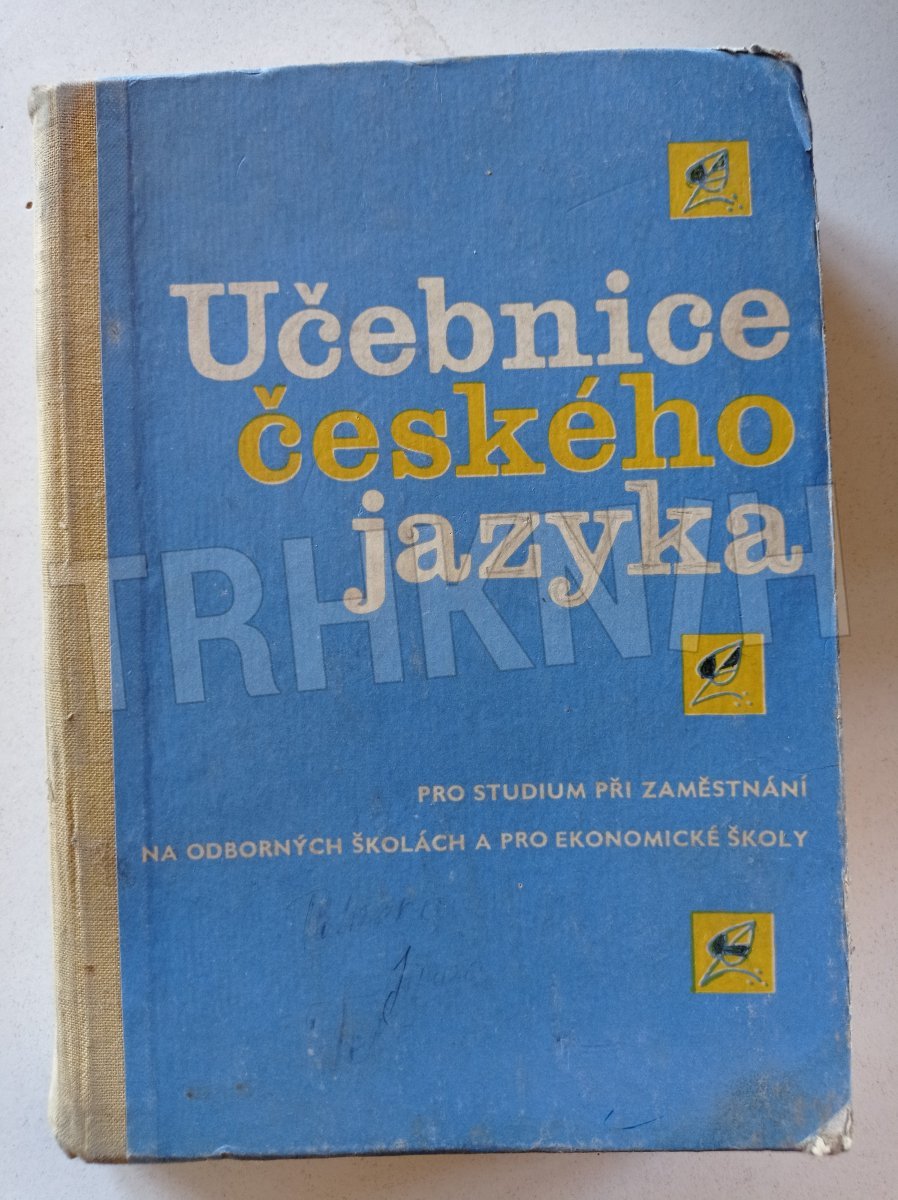 Učebnice
českého
jazyka
TRHKNIH
PRO STUDIUM PŘI ZAMĚSTNÁNÍ
NA ODBORNÝCH ŠKOLÁCH A PRO EKONOMICKÉ ŠKOLY